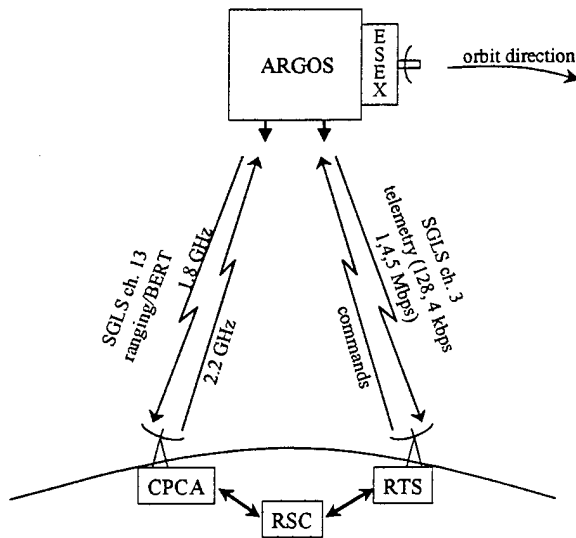 ARGOS
ESEX
orbit direction
SGLS ch. 13
ranging/BERT
1.8 GHz
2.2 GHz
commands
SGLS ch. 3
telemetry (128, 4 kbps
1,4,5 Mbps)
CPCA
RTS
RSC